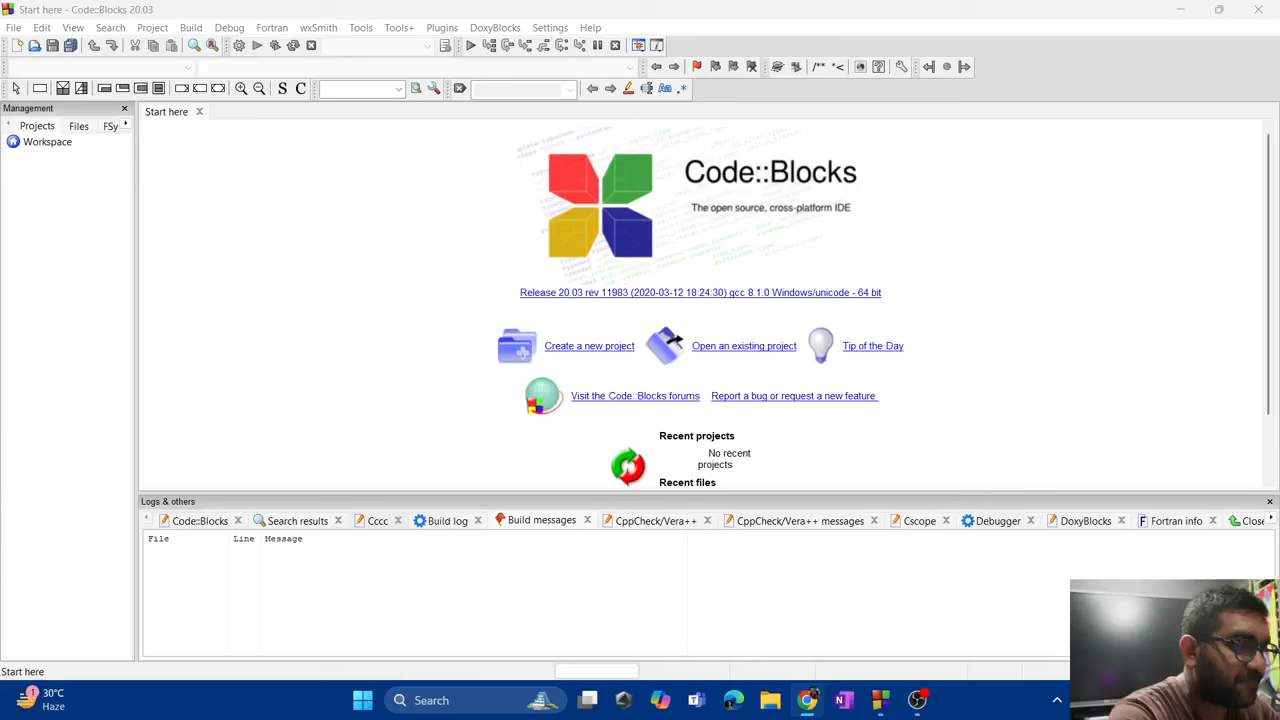 Start here - Code::Blocks 20.03
File Edit View Search Project Build Debug Fortran wxSmith Tools Tools+ Plugins DoxyBlocks Settings Help
/** *<
S C
Aa .*
Management
Projects Files FSy
Workspace
Start here
Code::Blocks
The open source, cross-platform IDE
Release 20.03 rev 11983 (2020-03-12 18:24:30) gcc 8.1.0 Windows/unicode - 64 bit
Create a new project Open an existing project Tip of the Day
Visit the Code::Blocks forums Report a bug or request a new feature
Recent projects
No recent
projects
Recent files
Logs & others
Code::Blocks Search results Cccc Build log Build messages CppCheck/Vera++ CppCheck/Vera++ messages Cscope Debugger DoxyBlocks Fortran info Close
File Line Message
Start here
1 30°C
Haze
Search